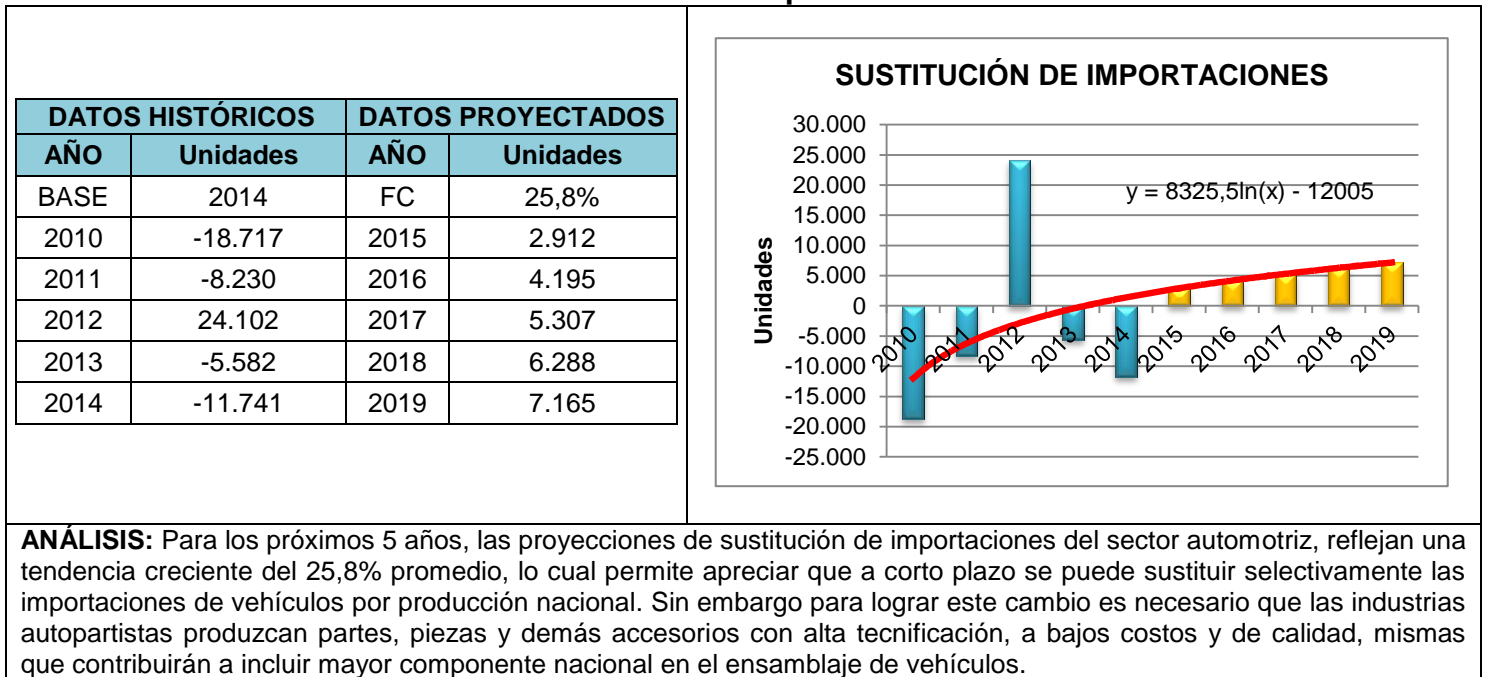 DATOS HISTÓRICOS DATOS PROYECTADOS
AÑO Unidades AÑO Unidades
BASE 2014 FC 25,8%
2010 -18.717 2015 2.912
2011 -8.230 2016 4.195
2012 24.102 2017 5.307
2013 -5.582 2018 6.288
2014 -11.741 2019 7.165
SUSTITUCIÓN DE IMPORTACIONES
Unidades
30.000
25.000
20.000
15.000
10.000
5.000
0
-5.000
-10.000
-15.000
-20.000
-25.000
y = 8325,5ln(x) - 12005
2010 2011 2012 2013 2014 2015 2016 2017 2018 2019
ANÁLISIS: Para los próximos 5 años, las proyecciones de sustitución de importaciones del sector automotriz, reflejan una
tendencia creciente del 25,8% promedio, lo cual permite apreciar que a corto plazo se puede sustituir selectivamente las
importaciones de vehículos por producción nacional. Sin embargo para lograr este cambio es necesario que las industrias
autopartistas produzcan partes, piezas y demás accesorios con alta tecnificación, a bajos costos y de calidad, mismas
que contribuirán a incluir mayor componente nacional en el ensamblaje de vehículos.